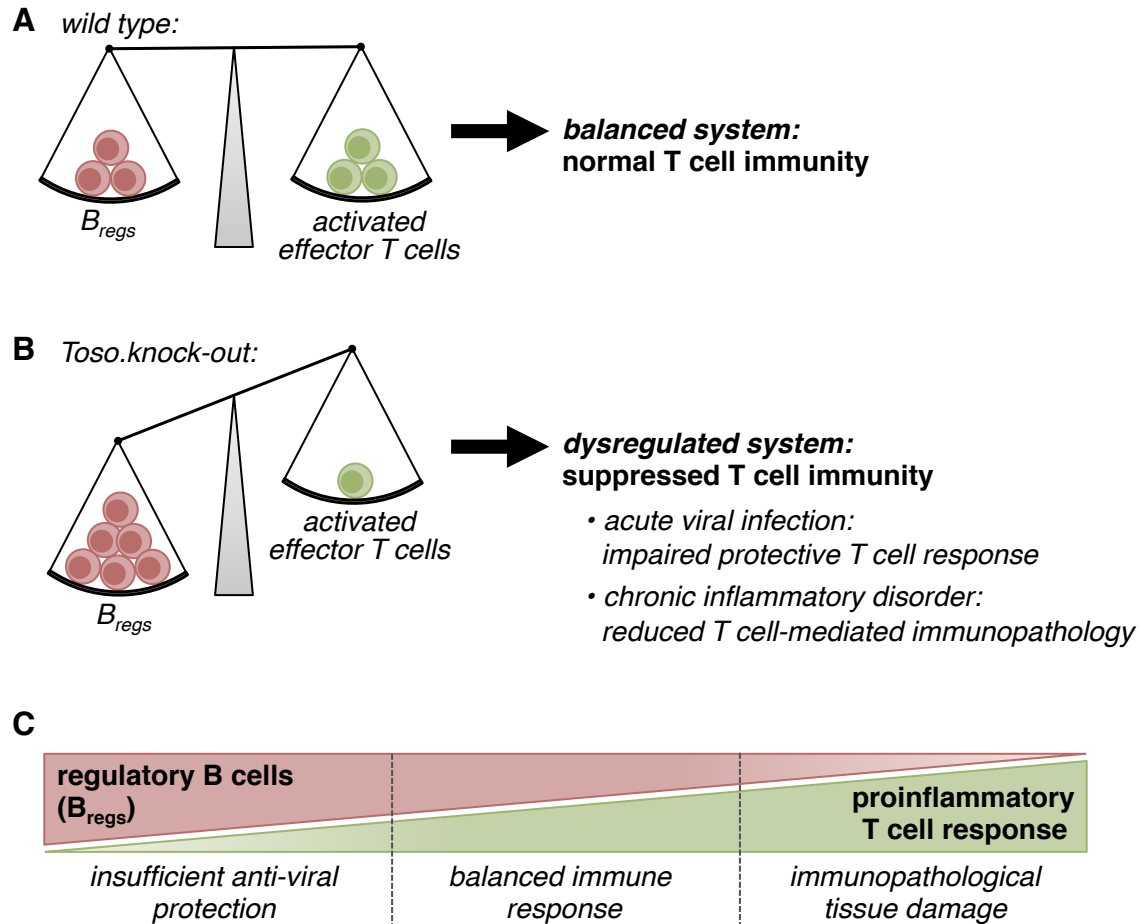 A wild type:
B regs
activated
effector T cells
balanced system:
normal T cell immunity
B Toso.knock-out:
B regs
activated
effector T cells
dysregulated system:
suppressed T cell immunity
• acute viral infection:
impaired protective T cell response
• chronic inflammatory disorder:
reduced T cell-mediated immunopathology
C
regulatory B cells
(Bregs)
proinflammatory
T cell response
insufficient anti-viral
protection
balanced immune
response
immunopathological
tissue damage